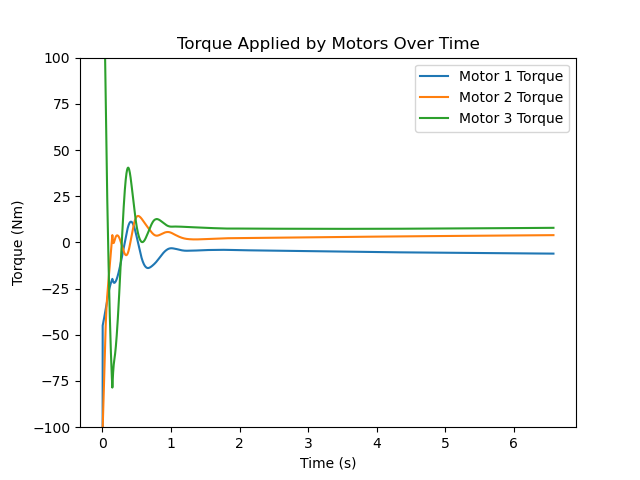 Torque Applied by Motors Over Time
Motor 1 Torque
Motor 2 Torque
Motor 3 Torque
Torque (Nm)
100
75
50
25
0
−25
−50
−75
−100
0 1 2 3 4 5 6
Time (s)